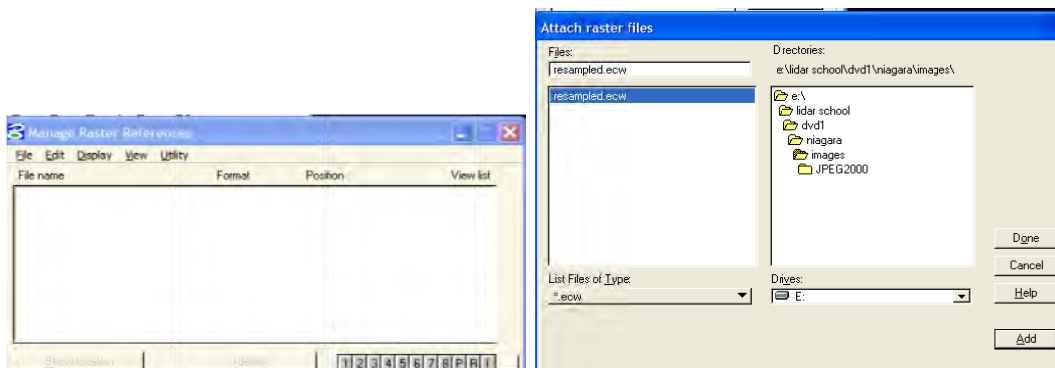 Manage Raster References
File Edit Display View Utility
File name Format Position View list
1 2 3 4 5 6 7 8 P R I
Attach raster files
Files:
resampled.ecw
resampled.ecw
List Files of Type:
*.ecw
Directories:
e:\lidar school\dvd1\niagara\images\
e:\
lidar school
dvd1
niagara
images
JPEG2000
Drives:
E:
Done
Cancel
Help
Add